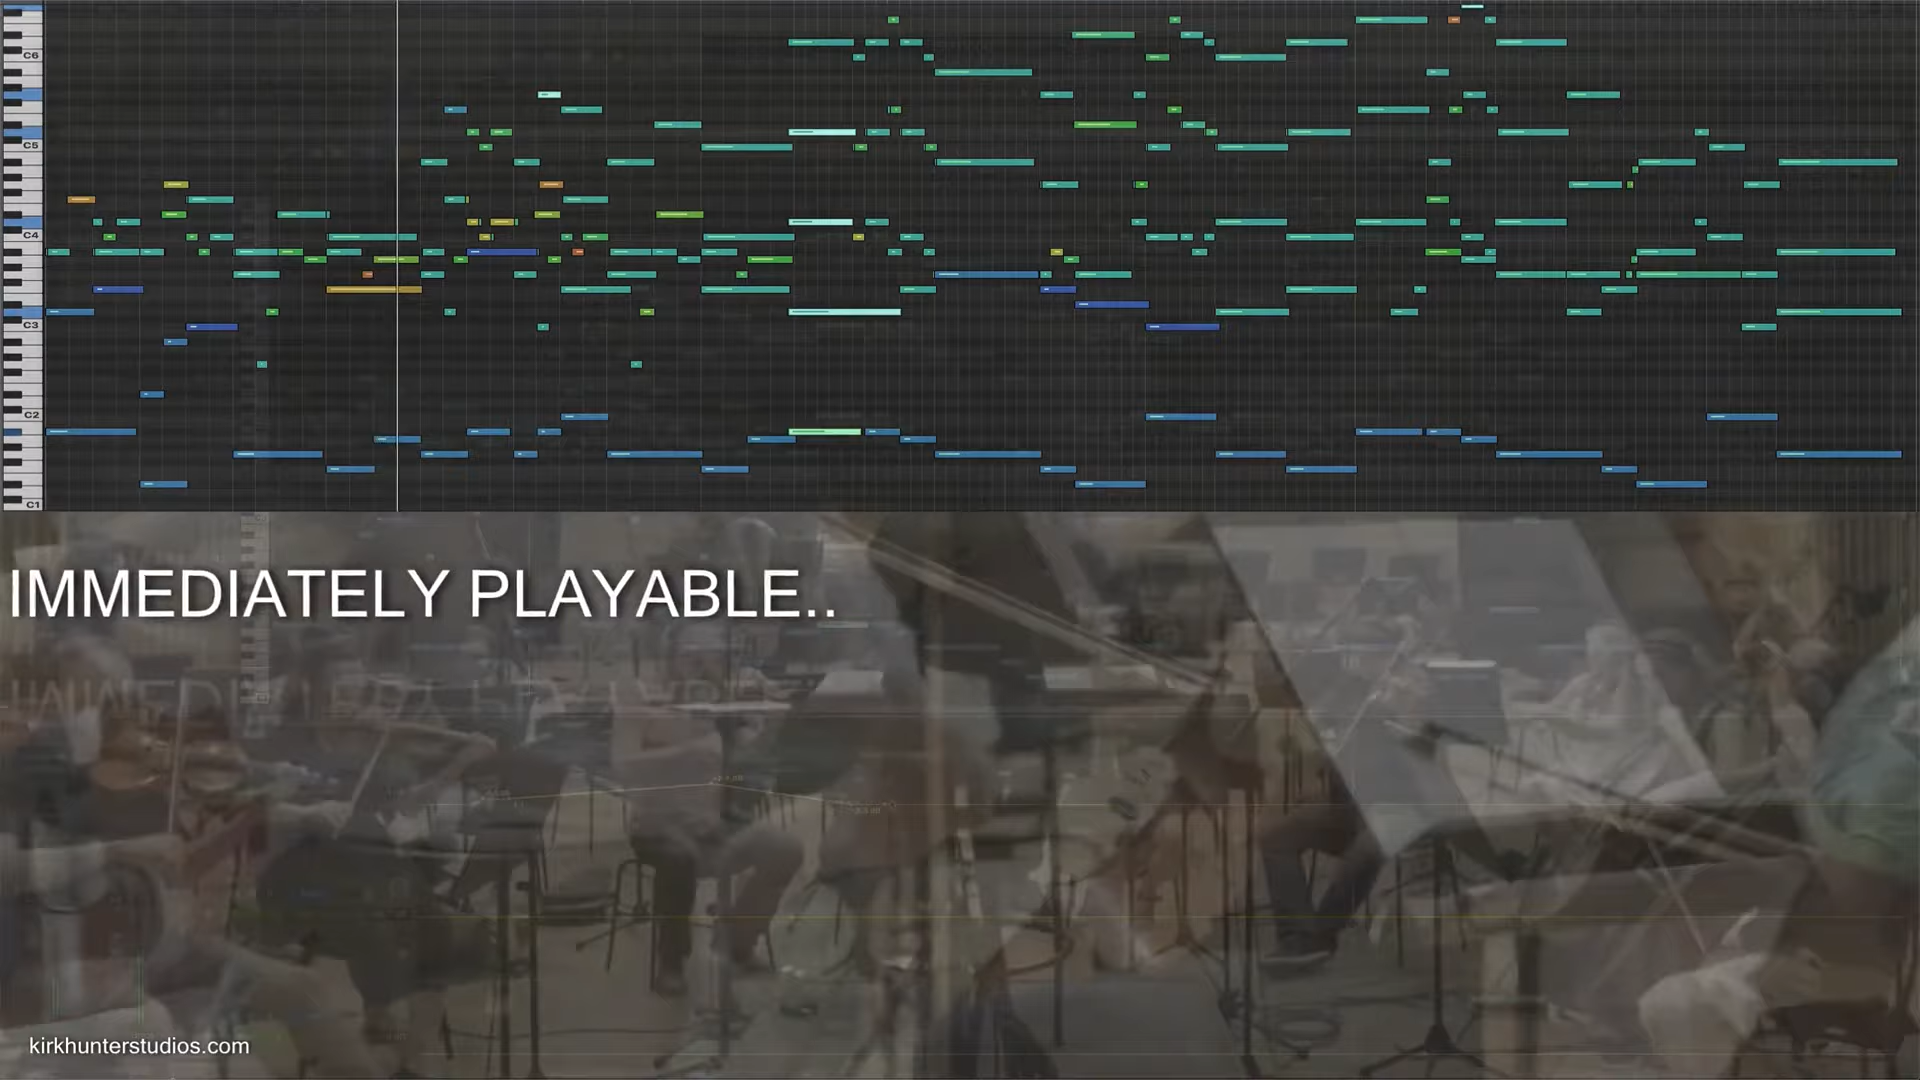 C6
C5
C4
C3
C2
C1
IMMEDIATELY PLAYABLE..
kirkhunterstudios.com